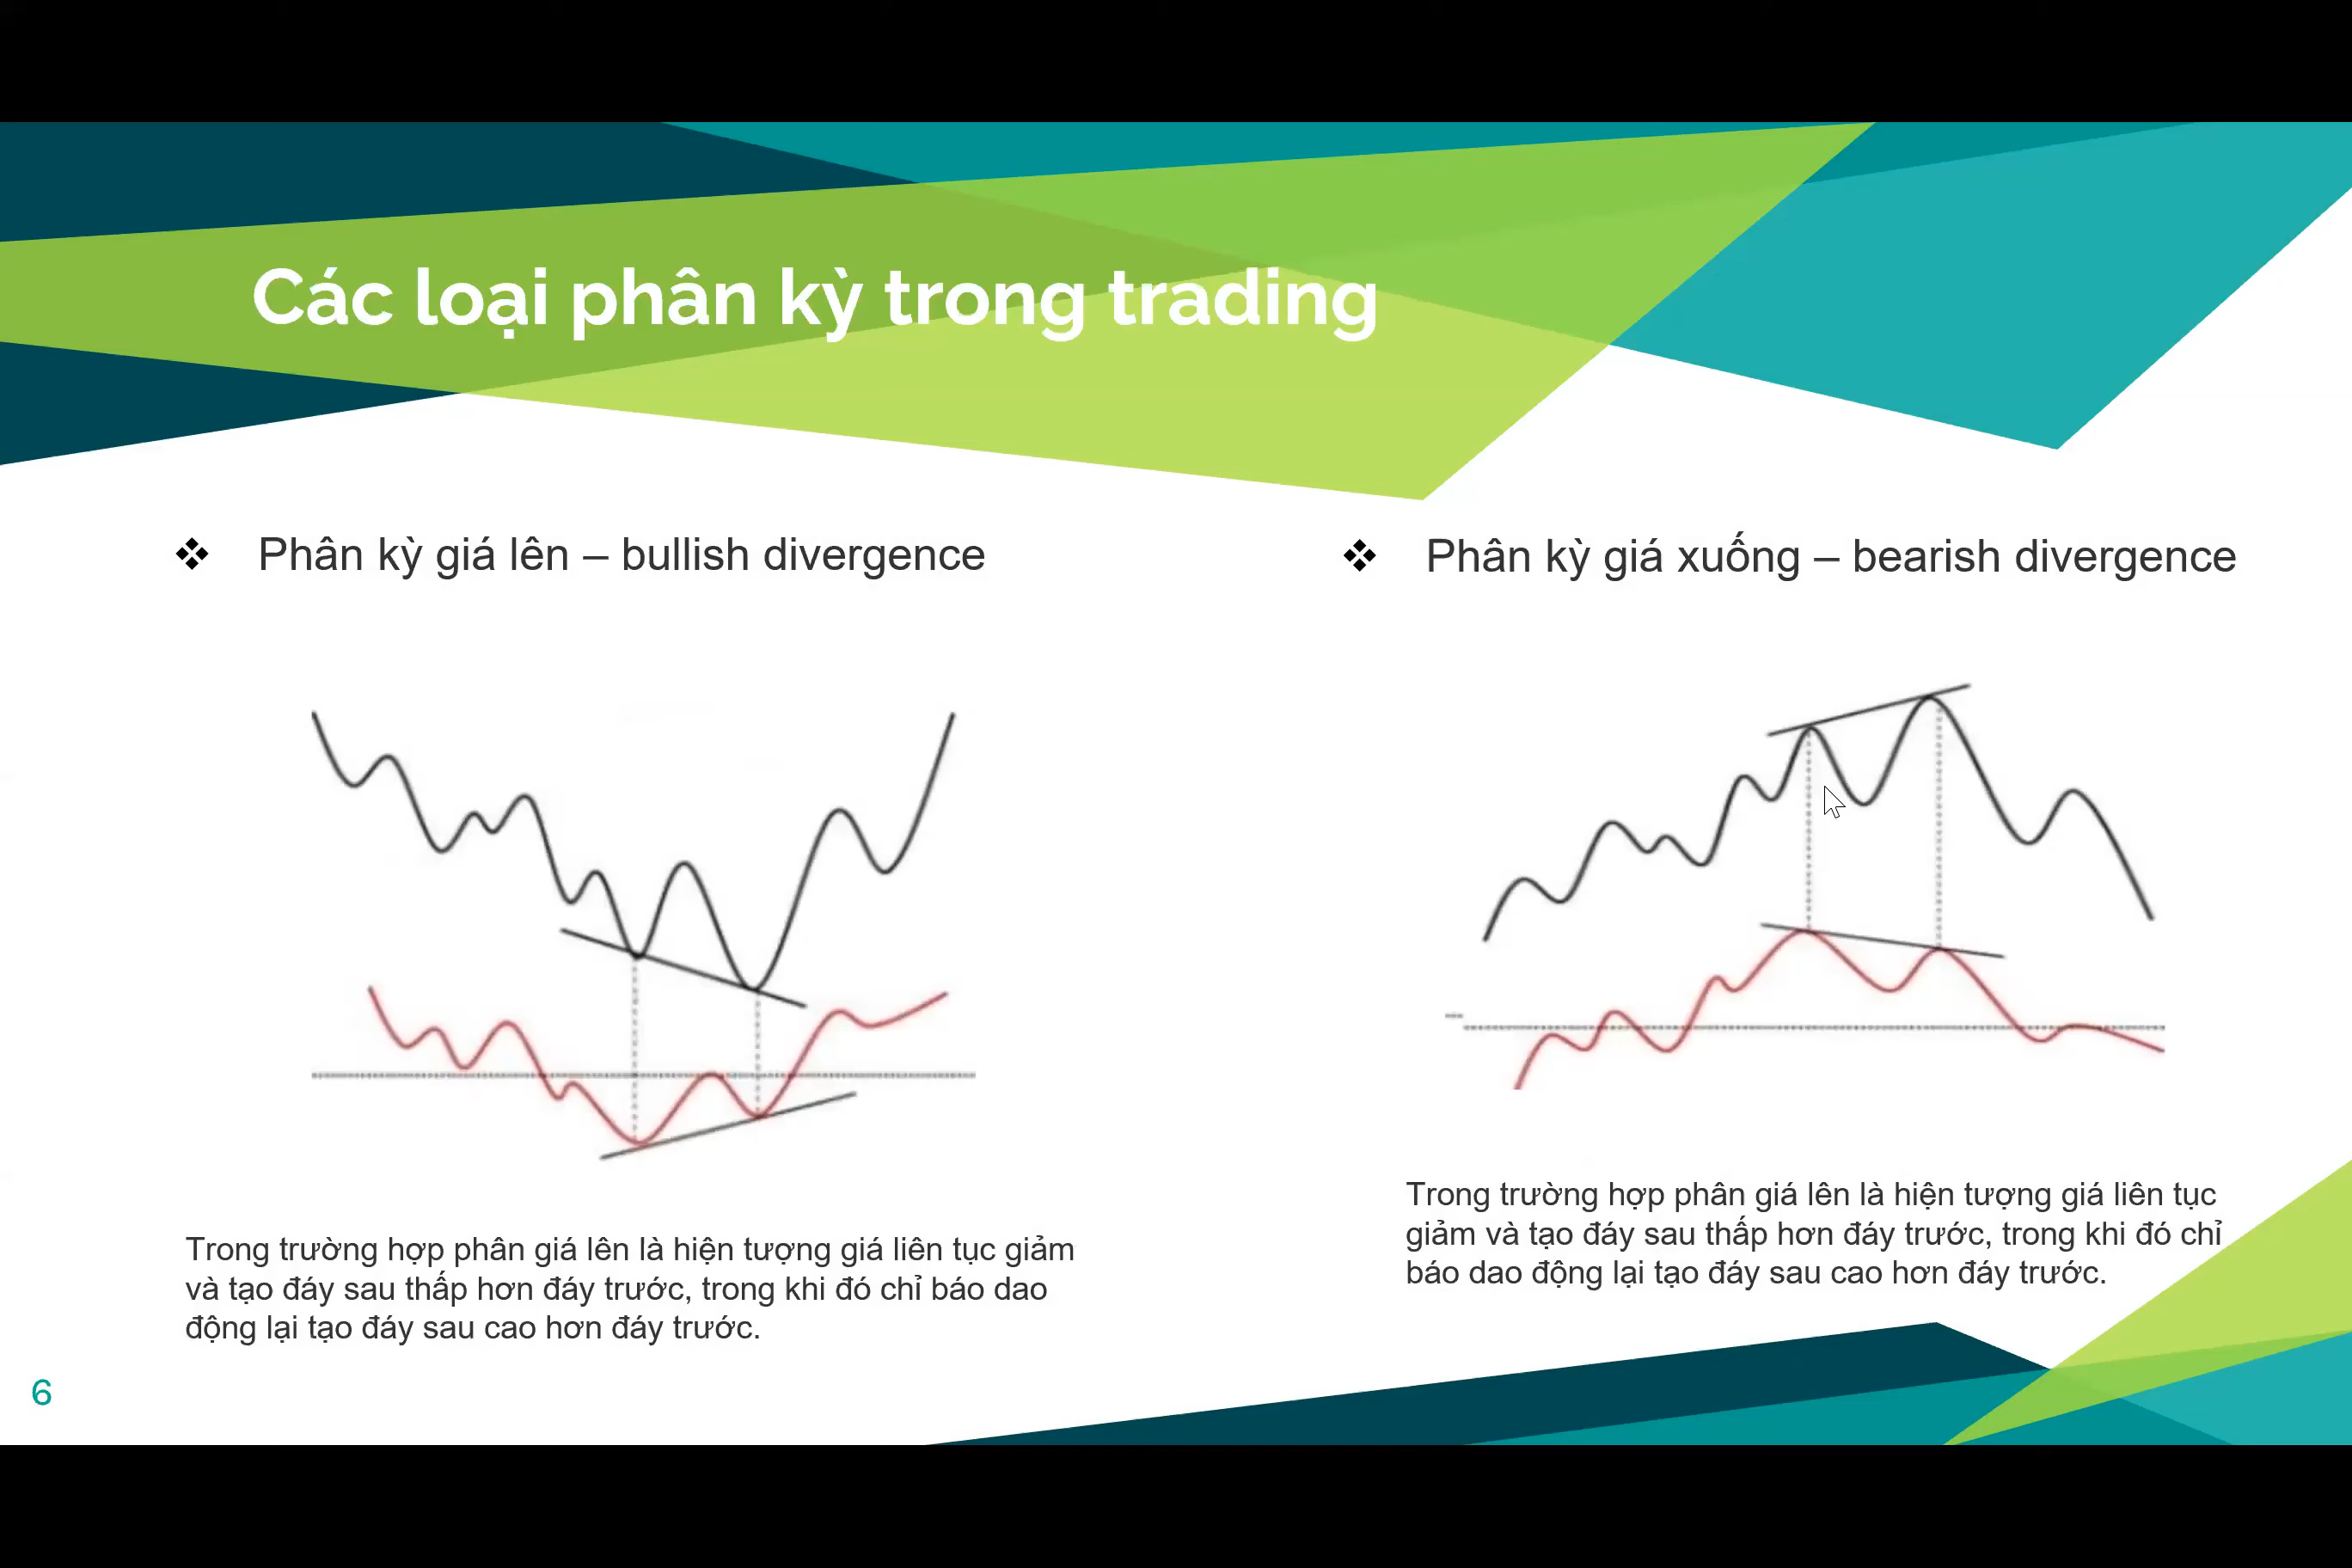 Các loại phân kỳ trong trading
Phân kỳ giá lên – bullish divergence
Trong trường hợp phân giá lên là hiện tượng giá liên tục giảm
và tạo đáy sau thấp hơn đáy trước, trong khi đó chỉ báo dao
động lại tạo đáy sau cao hơn đáy trước.
Phân kỳ giá xuống – bearish divergence
Trong trường hợp phân giá lên là hiện tượng giá liên tục
giảm và tạo đáy sau thấp hơn đáy trước, trong khi đó chỉ
báo dao động lại tạo đáy sau cao hơn đáy trước.
6